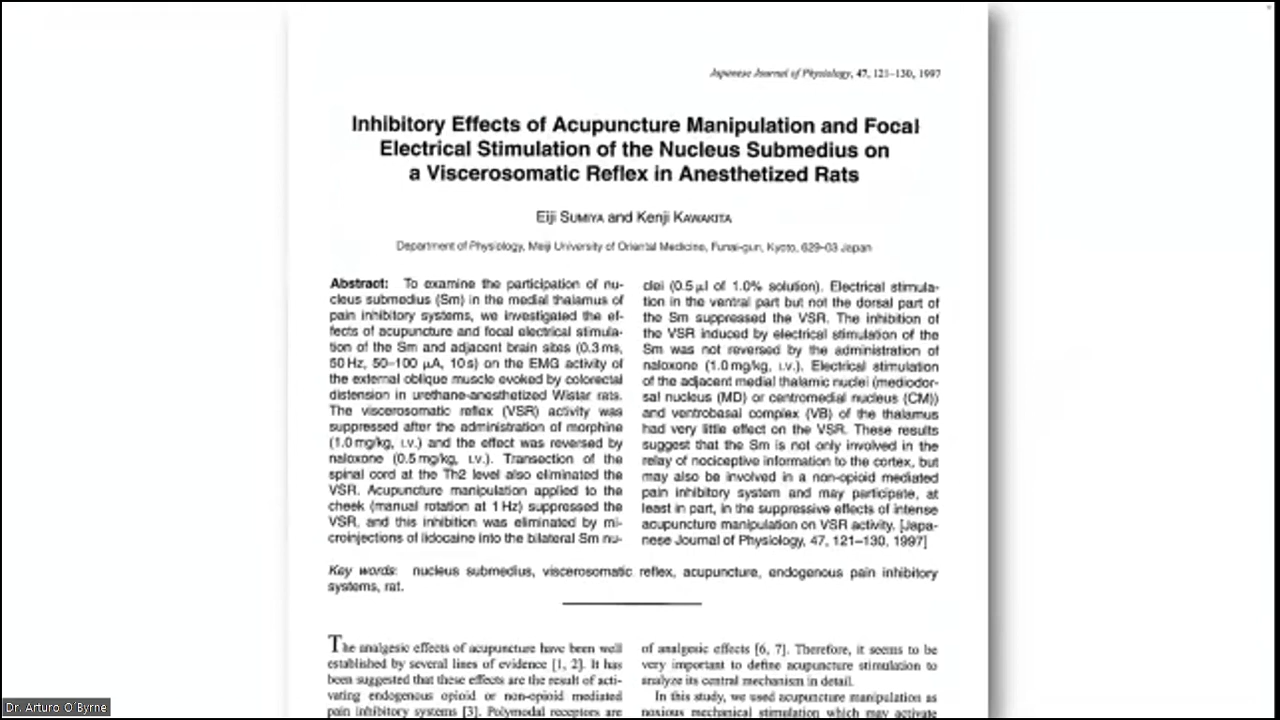 Japanese Journal of Physiology, 47, 121–130, 1997
Inhibitory Effects of Acupuncture Manipulation and Focal
Electrical Stimulation of the Nucleus Submedius on
a Viscerosomatic Reflex in Anesthetized Rats
Eiji SUMIYA and Kenji KAWAKITA
Department of Physiology, Meiji University of Oriental Medicine, Funai-gun, Kyoto, 629–03 Japan
Abstract: To examine the participation of nu-
cleus submedius (Sm) in the medial thalamus of
pain inhibitory systems, we investigated the ef-
fects of acupuncture and focal electrical stimula-
tion of the Sm and adjacent brain sites (0.3 ms,
50 Hz, 50–100 μA, 10 s) on the EMG activity of
the external oblique muscle evoked by colorectal
distension in urethane-anesthetized Wistar rats.
The viscerosomatic reflex (VSR) activity was
suppressed after the administration of morphine
(1.0 mg/kg, I.V.) and the effect was reversed by
naloxone (0.5 mg/kg, I.V.). Transection of the
spinal cord at the Th2 level also eliminated the
VSR. Acupuncture manipulation applied to the
cheek (manual rotation at 1 Hz) suppressed the
VSR, and this inhibition was eliminated by mi-
croinjections of lidocaine into the bilateral Sm nu-
clei (0.5 μl of 1.0% solution). Electrical stimula-
tion in the ventral part but not the dorsal part of
the Sm suppressed the VSR. The inhibition of
the VSR induced by electrical stimulation of the
Sm was not reversed by the administration of
naloxone (1.0 mg/kg, I.V.). Electrical stimulation
of the adjacent medial thalamic nuclei (mediodor-
sal nucleus (MD) or centromedial nucleus (CM))
and ventrobasal complex (VB) of the thalamus
had very little effect on the VSR. These results
suggest that the Sm is not only involved in the
relay of nociceptive information to the cortex, but
may also be involved in a non-opioid mediated
pain inhibitory system and may participate, at
least in part, in the suppressive effects of intense
acupuncture manipulation on VSR activity. [Japa-
nese Journal of Physiology, 47, 121–130, 1997]
Key words: nucleus submedius, viscerosomatic reflex, acupuncture, endogenous pain inhibitory
systems, rat.
The analgesic effects of acupuncture have been well
established by several lines of evidence [1, 2]. It has
been suggested that these effects are the result of acti-
vating endogenous opioid or non-opioid mediated
pain inhibitory systems [3]. Polymodal receptors are
of analgesic effects [6, 7]. Therefore, it seems to be
very important to define acupuncture stimulation to
analyze its central mechanism in detail.
In this study, we used acupuncture manipulation as
noxious mechanical stimulation which may activate
Dr. Arturo O´Byrne